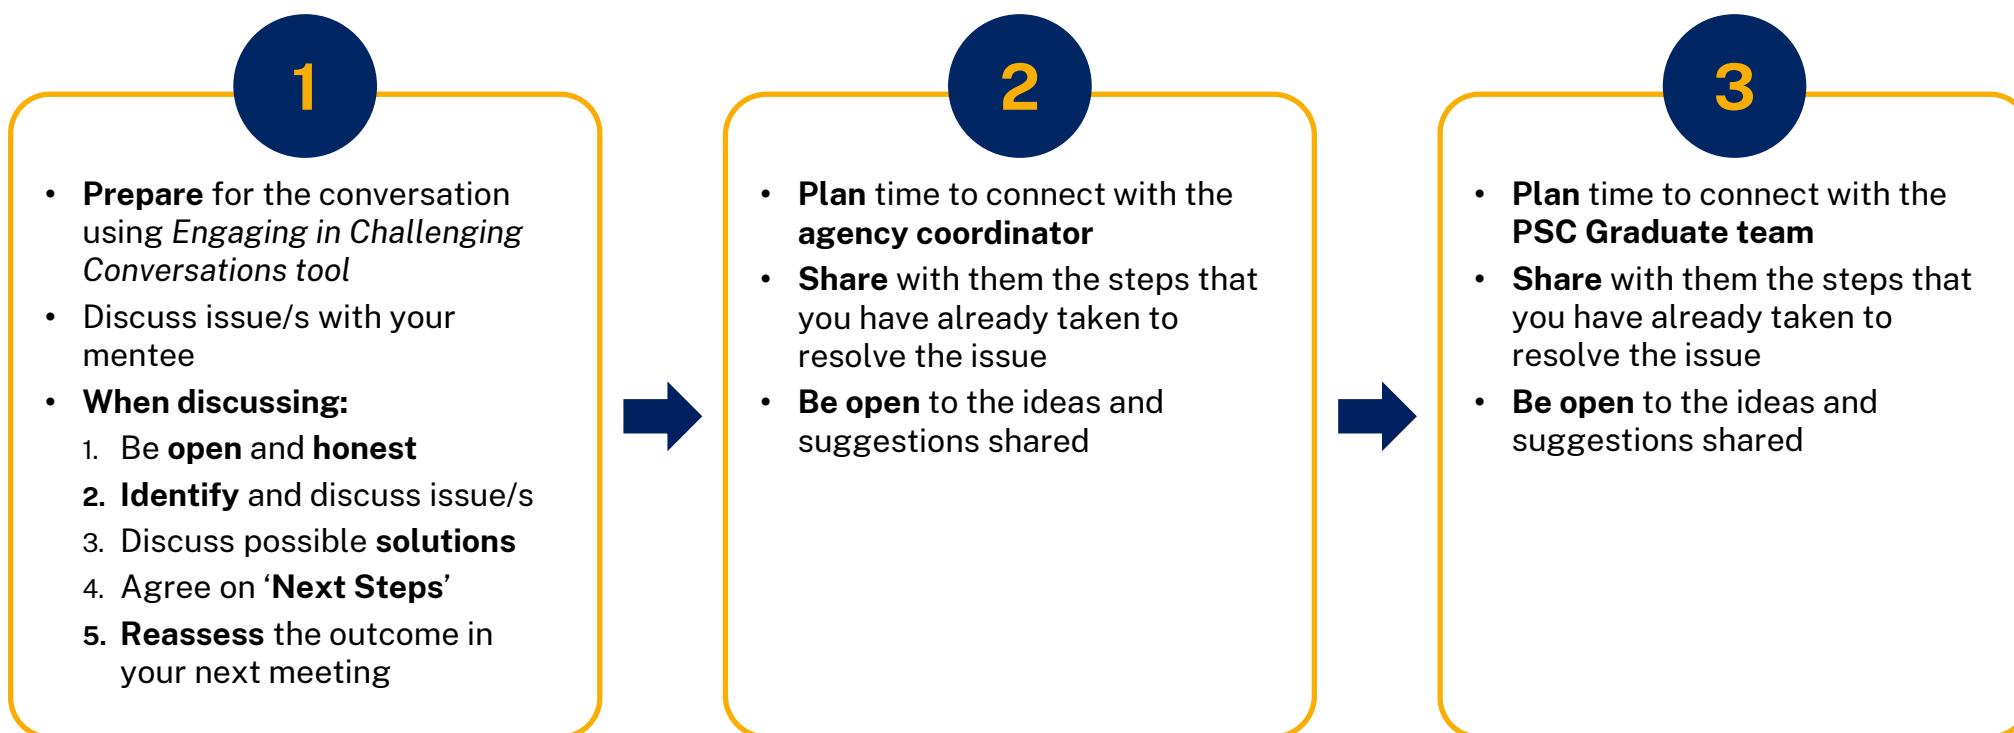 1
• Prepare for the conversation
using Engaging in Challenging
Conversations tool
• Discuss issue/s with your
mentee
• When discussing:
1. Be open and honest
2. Identify and discuss issue/s
3. Discuss possible solutions
4. Agree on ‘Next Steps’
5. Reassess the outcome in
your next meeting
2
• Plan time to connect with the
agency coordinator
• Share with them the steps that
you have already taken to
resolve the issue
• Be open to the ideas and
suggestions shared
3
• Plan time to connect with the
PSC Graduate team
• Share with them the steps that
you have already taken to
resolve the issue
• Be open to the ideas and
suggestions shared